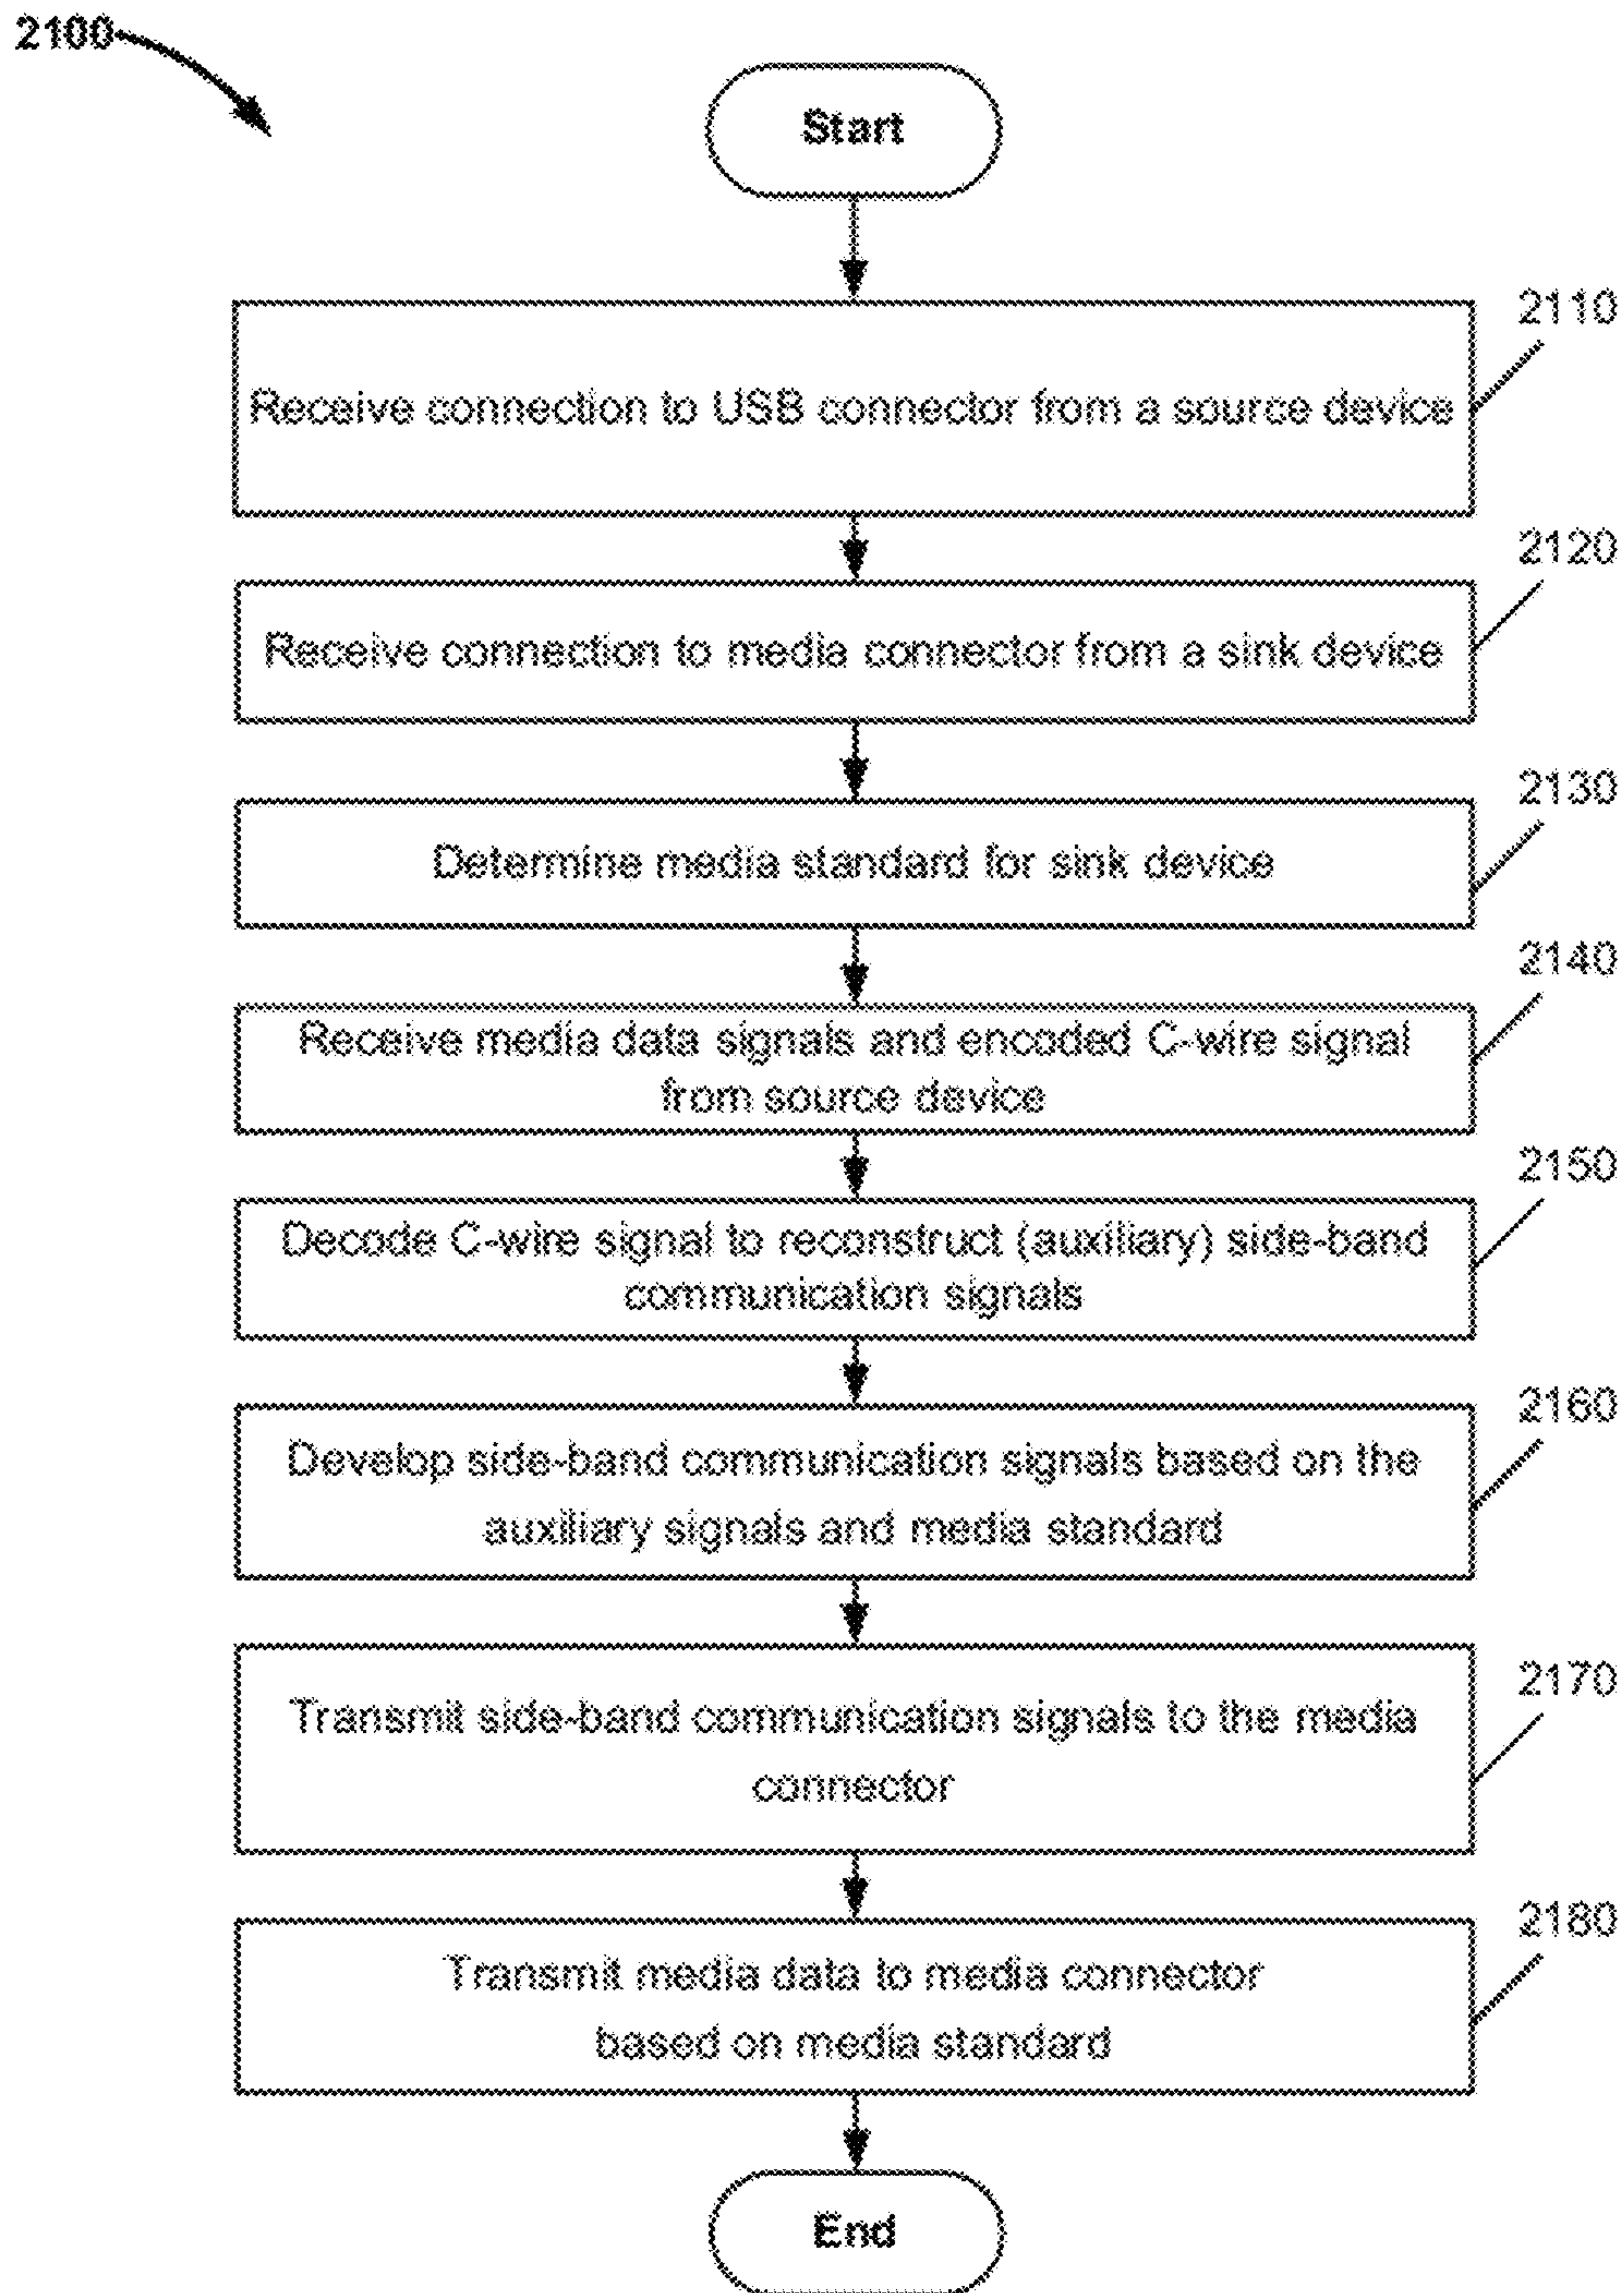 2100
Start
2110
Receive connection to USB connector from a source device
2120
Receive connection to media connector from a sink device
2130
Determine media standard for sink device
2140
Receive media data signals and encoded C-wire signal
from source device
2150
Decode C-wire signal to reconstruct (auxiliary) side-band
communication signals
2160
Develop side-band communication signals based on the
auxiliary signals and media standard
2170
Transmit side-band communication signals to the media
connector
2180
Transmit media data to media connector
based on media standard
End